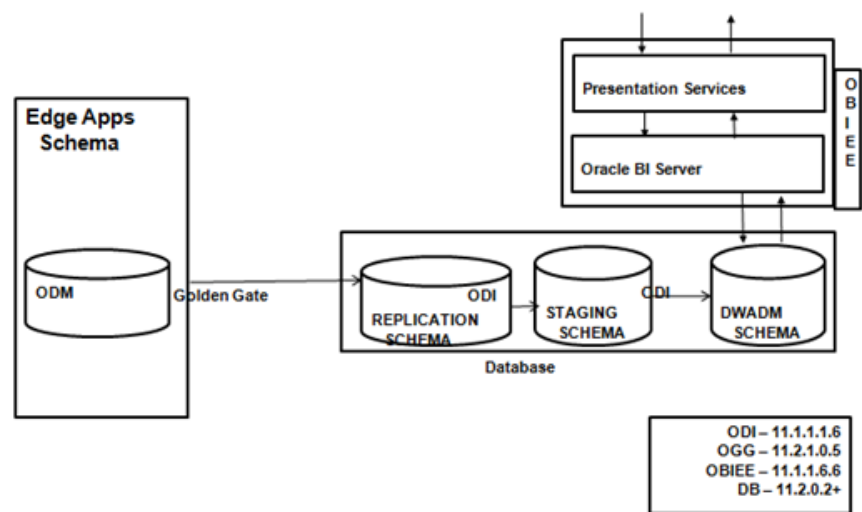 Edge Apps
Schema
ODM
Golden Gate
Presentation Services
Oracle BI Server
O
B
I
E
E
REPLICATION
SCHEMA
ODI
STAGING
SCHEMA
ODI
DWADM
SCHEMA
Database
ODI – 11.1.1.1.6
OGG – 11.2.1.0.5
OBIEE – 11.1.1.6.6
DB – 11.2.0.2+